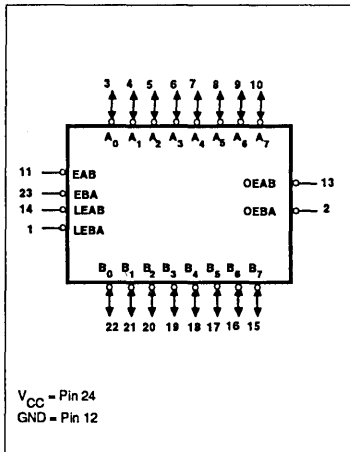 3 4 5 6 7 8 9 10
A0 A1 A2 A3 A4 A5 A6 A7
11 EAB OEAB 13
23 EBA
14 LEAB OEBA 2
1 LEBA
B0 B1 B2 B3 B4 B5 B6 B7
22 21 20 19 18 17 16 15
VCC = Pin 24
GND = Pin 12